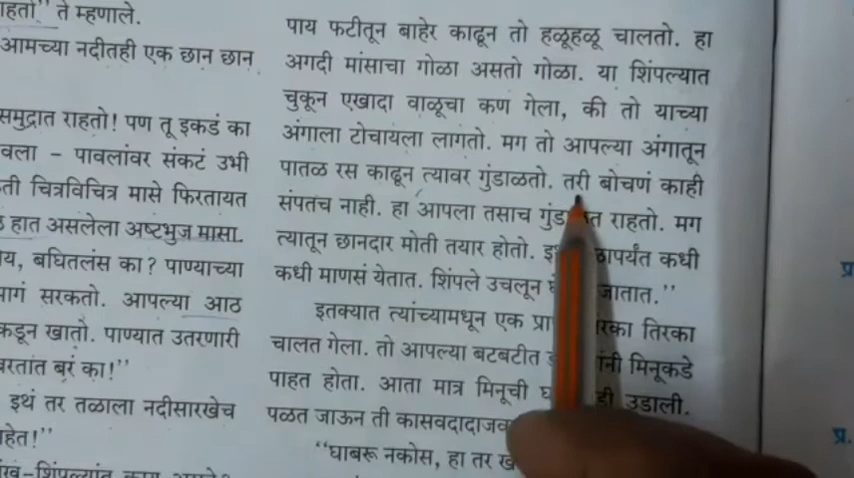 हतो" ते म्हणाले.
आमच्या नदीतही एक छान छान
समुद्रात राहतो! पण तू इकडं का
वला - पावलांवर संकटं उभी
ती चित्रविचित्र मासे फिरतायत
हात असलेला अष्टभुज मासा.
य, बघितलंस का? पाण्याच्या
मागं सरकतो. आपल्या आठ
कडून खातो. पाण्यात उतरणारी
वरतात बरं का!"
इथं तर तळाला नदीसारखेच
हेत!"
पाय फटीतून बाहेर काढून तो हळूहळू चालतो. हा
अगदी मांसाचा गोळा असतो गोळा. या शिंपल्यात
चुकून एखादा वाळूचा कण गेला, की तो याच्या
अंगाला टोचायला लागतो. मग तो आपल्या अंगातून
पातळ रस काढून त्यावर गुंडाळतो. तरी बोचणं काही
संपतच नाही. हा आपला तसाच राहतो. मग
त्यातून छानदार मोती तयार होतो. कधी
कधी माणसं येतात. शिंपले उचलून जातात."
इतक्यात त्यांच्यामधून एक तिरका
चालत गेला. तो आपल्या बटबटीत मिनूकडे
पाहत होता. आता मात्र मिनूची उडाली.
पळत जाऊन ती
"घाबरू नकोस, हा तर
प्र.
प्र.